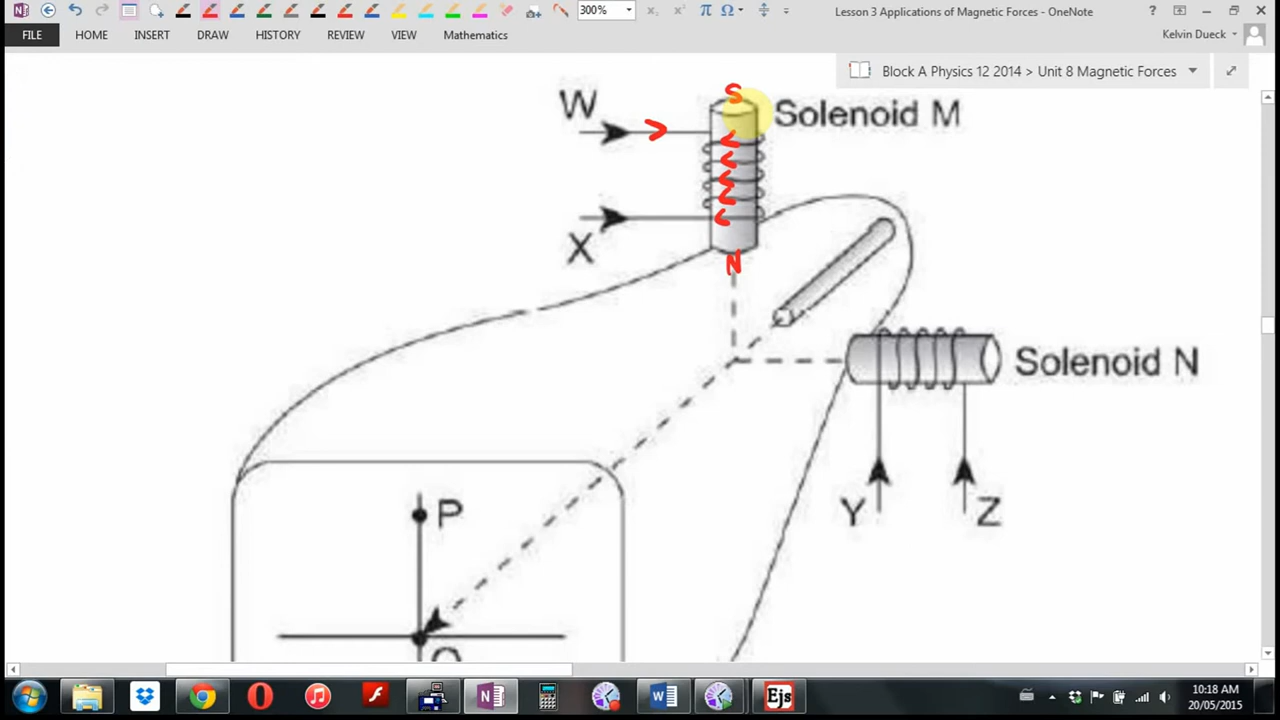 300%
Lesson 3 Applications of Magnetic Forces - OneNote
FILE HOME INSERT DRAW HISTORY REVIEW VIEW Mathematics
Kelvin Dueck
Block A Physics 12 2014 > Unit 8 Magnetic Forces
S
W
Solenoid M
X
N
Solenoid N
P
Y
Z
O
Ejs
10:18 AM
20/05/2015